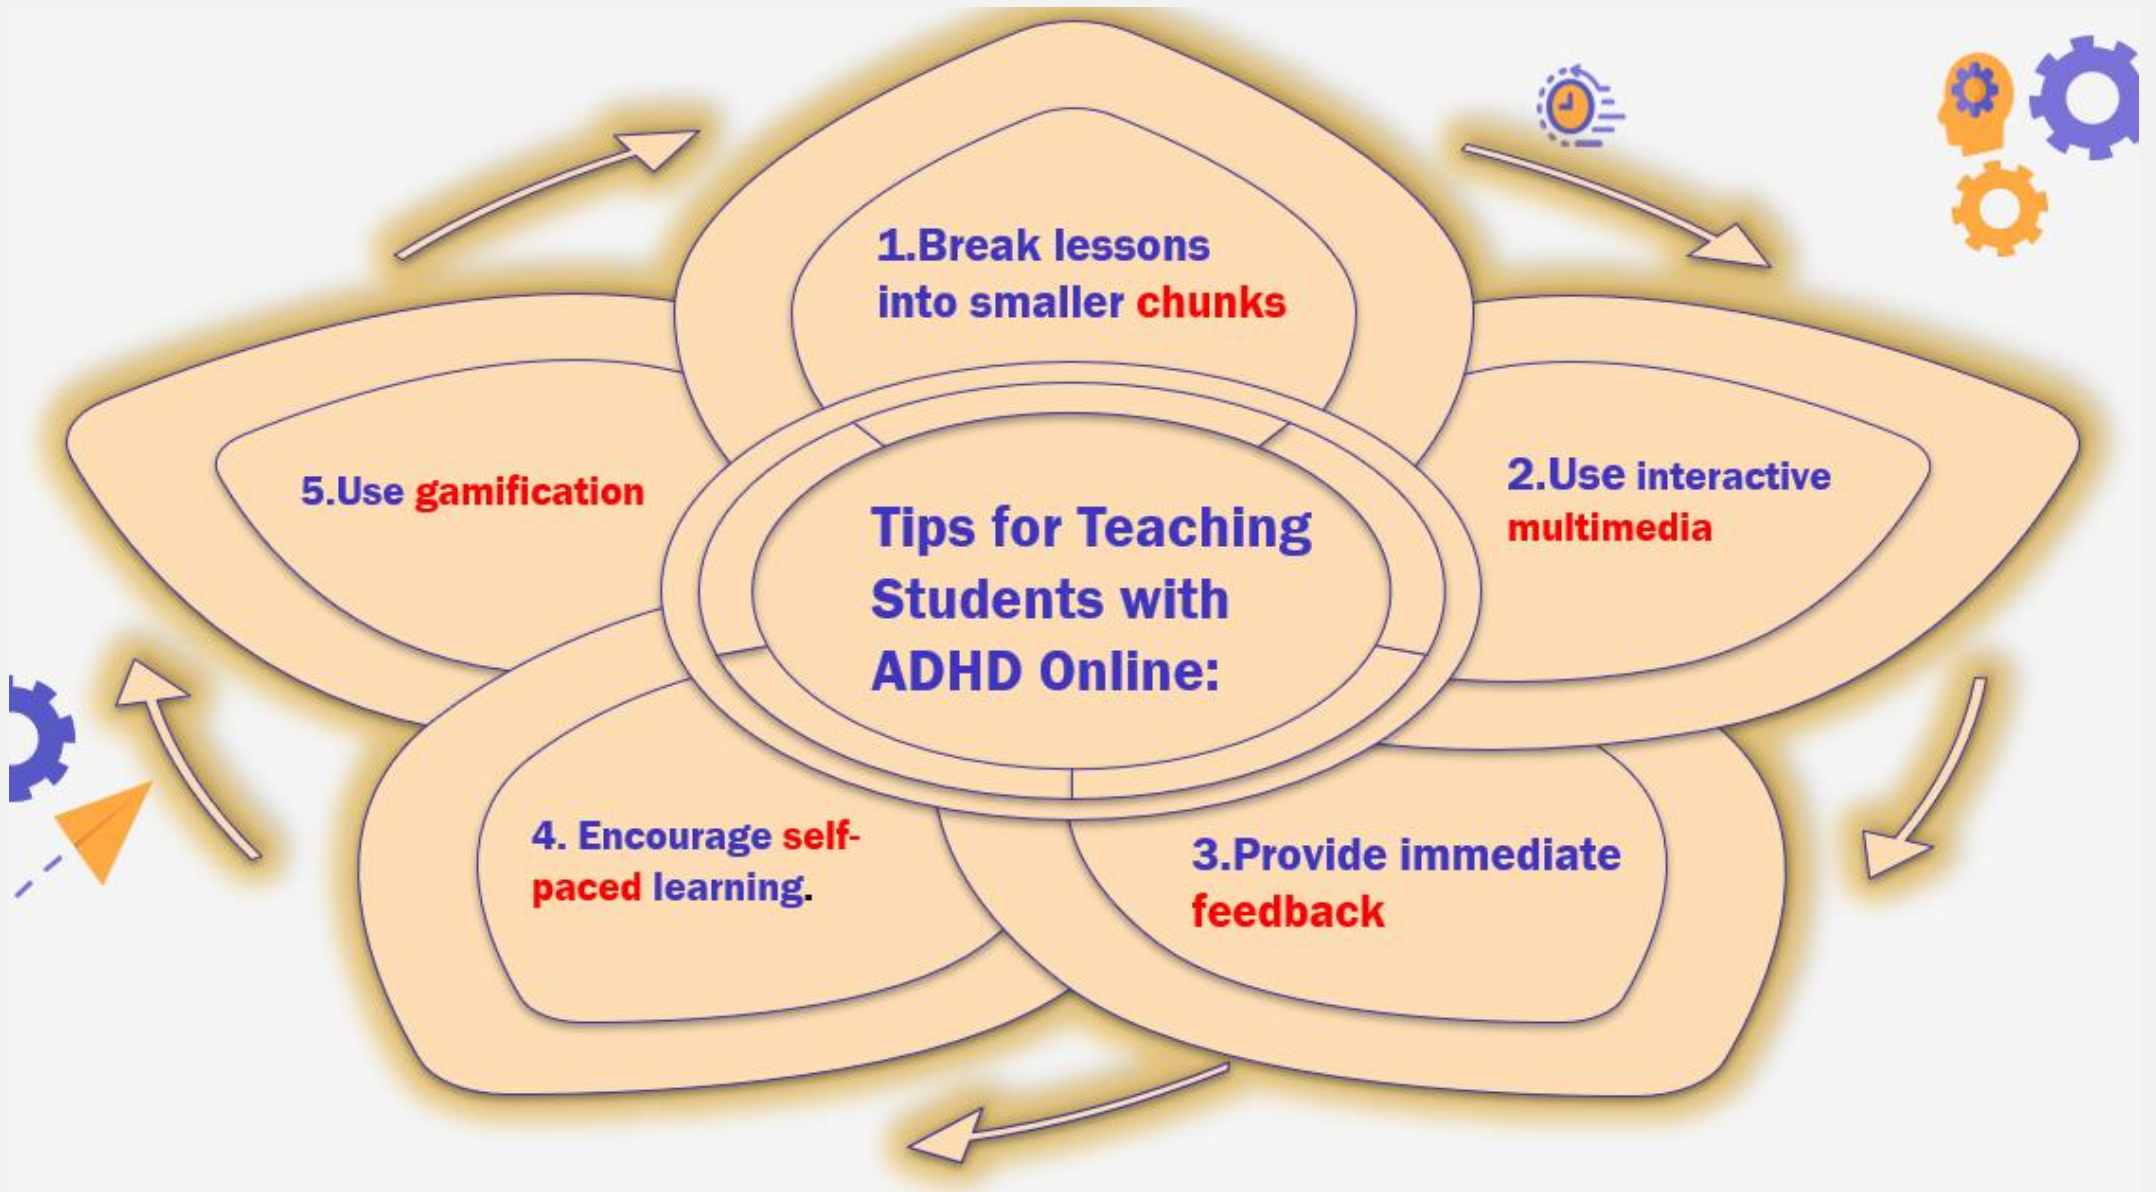 Tips for Teaching
Students with
ADHD Online:
1.Break lessons
into smaller chunks
2.Use interactive
multimedia
3.Provide immediate
feedback
4. Encourage self-
paced learning.
5.Use gamification